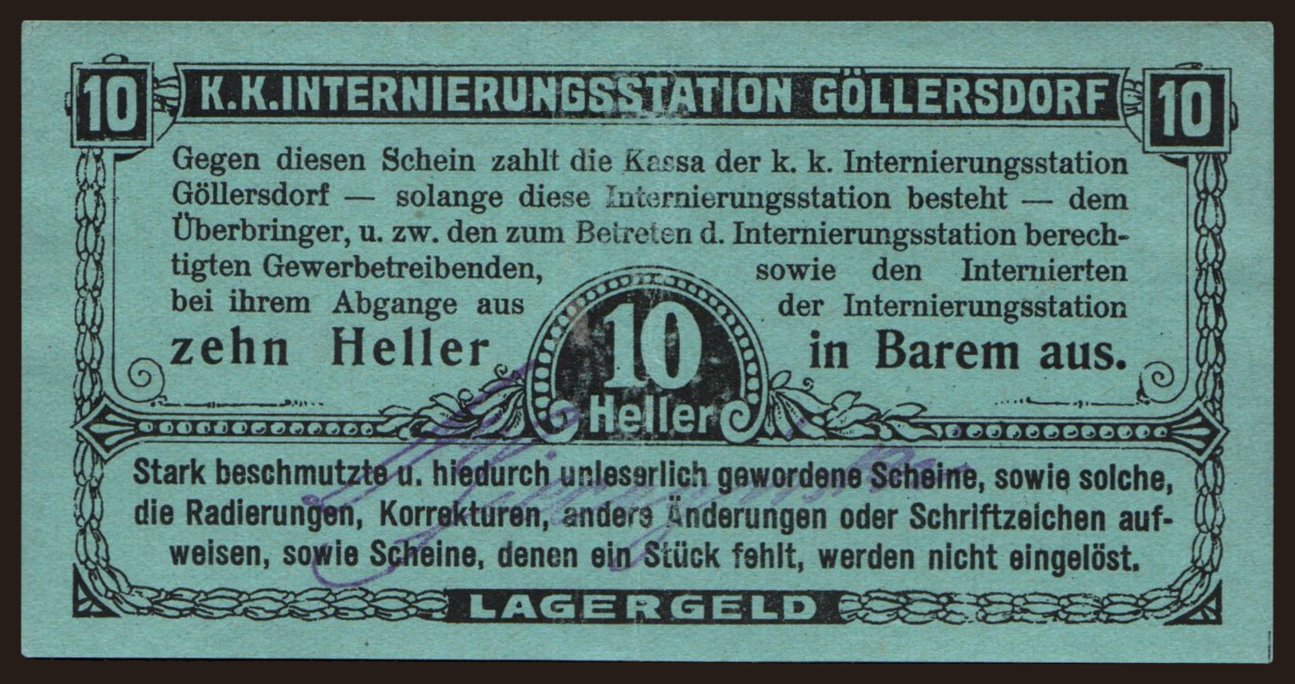 10 K.K.INTERNIERUNGSSTATION GÖLLERSDORF 10
Gegen diesen Schein zahlt die Kassa der k. k. Internierungsstation
Göllersdorf — solange diese Internierungsstation besteht — dem
Überbringer, u. zw. den zum Betreten d. Internierungsstation berech-
tigten Gewerbetreibenden, sowie den Internierten
bei ihrem Abgange aus der Internierungsstation
zehn Heller 10 in Barem aus.
Heller
Stark beschmutzte u. hiedurch unleserlich gewordene Scheine, sowie solche,
die Radierungen, Korrekturen, andere Änderungen oder Schriftzeichen auf-
weisen, sowie Scheine, denen ein Stück fehlt, werden nicht eingelöst.
LAGERGELD